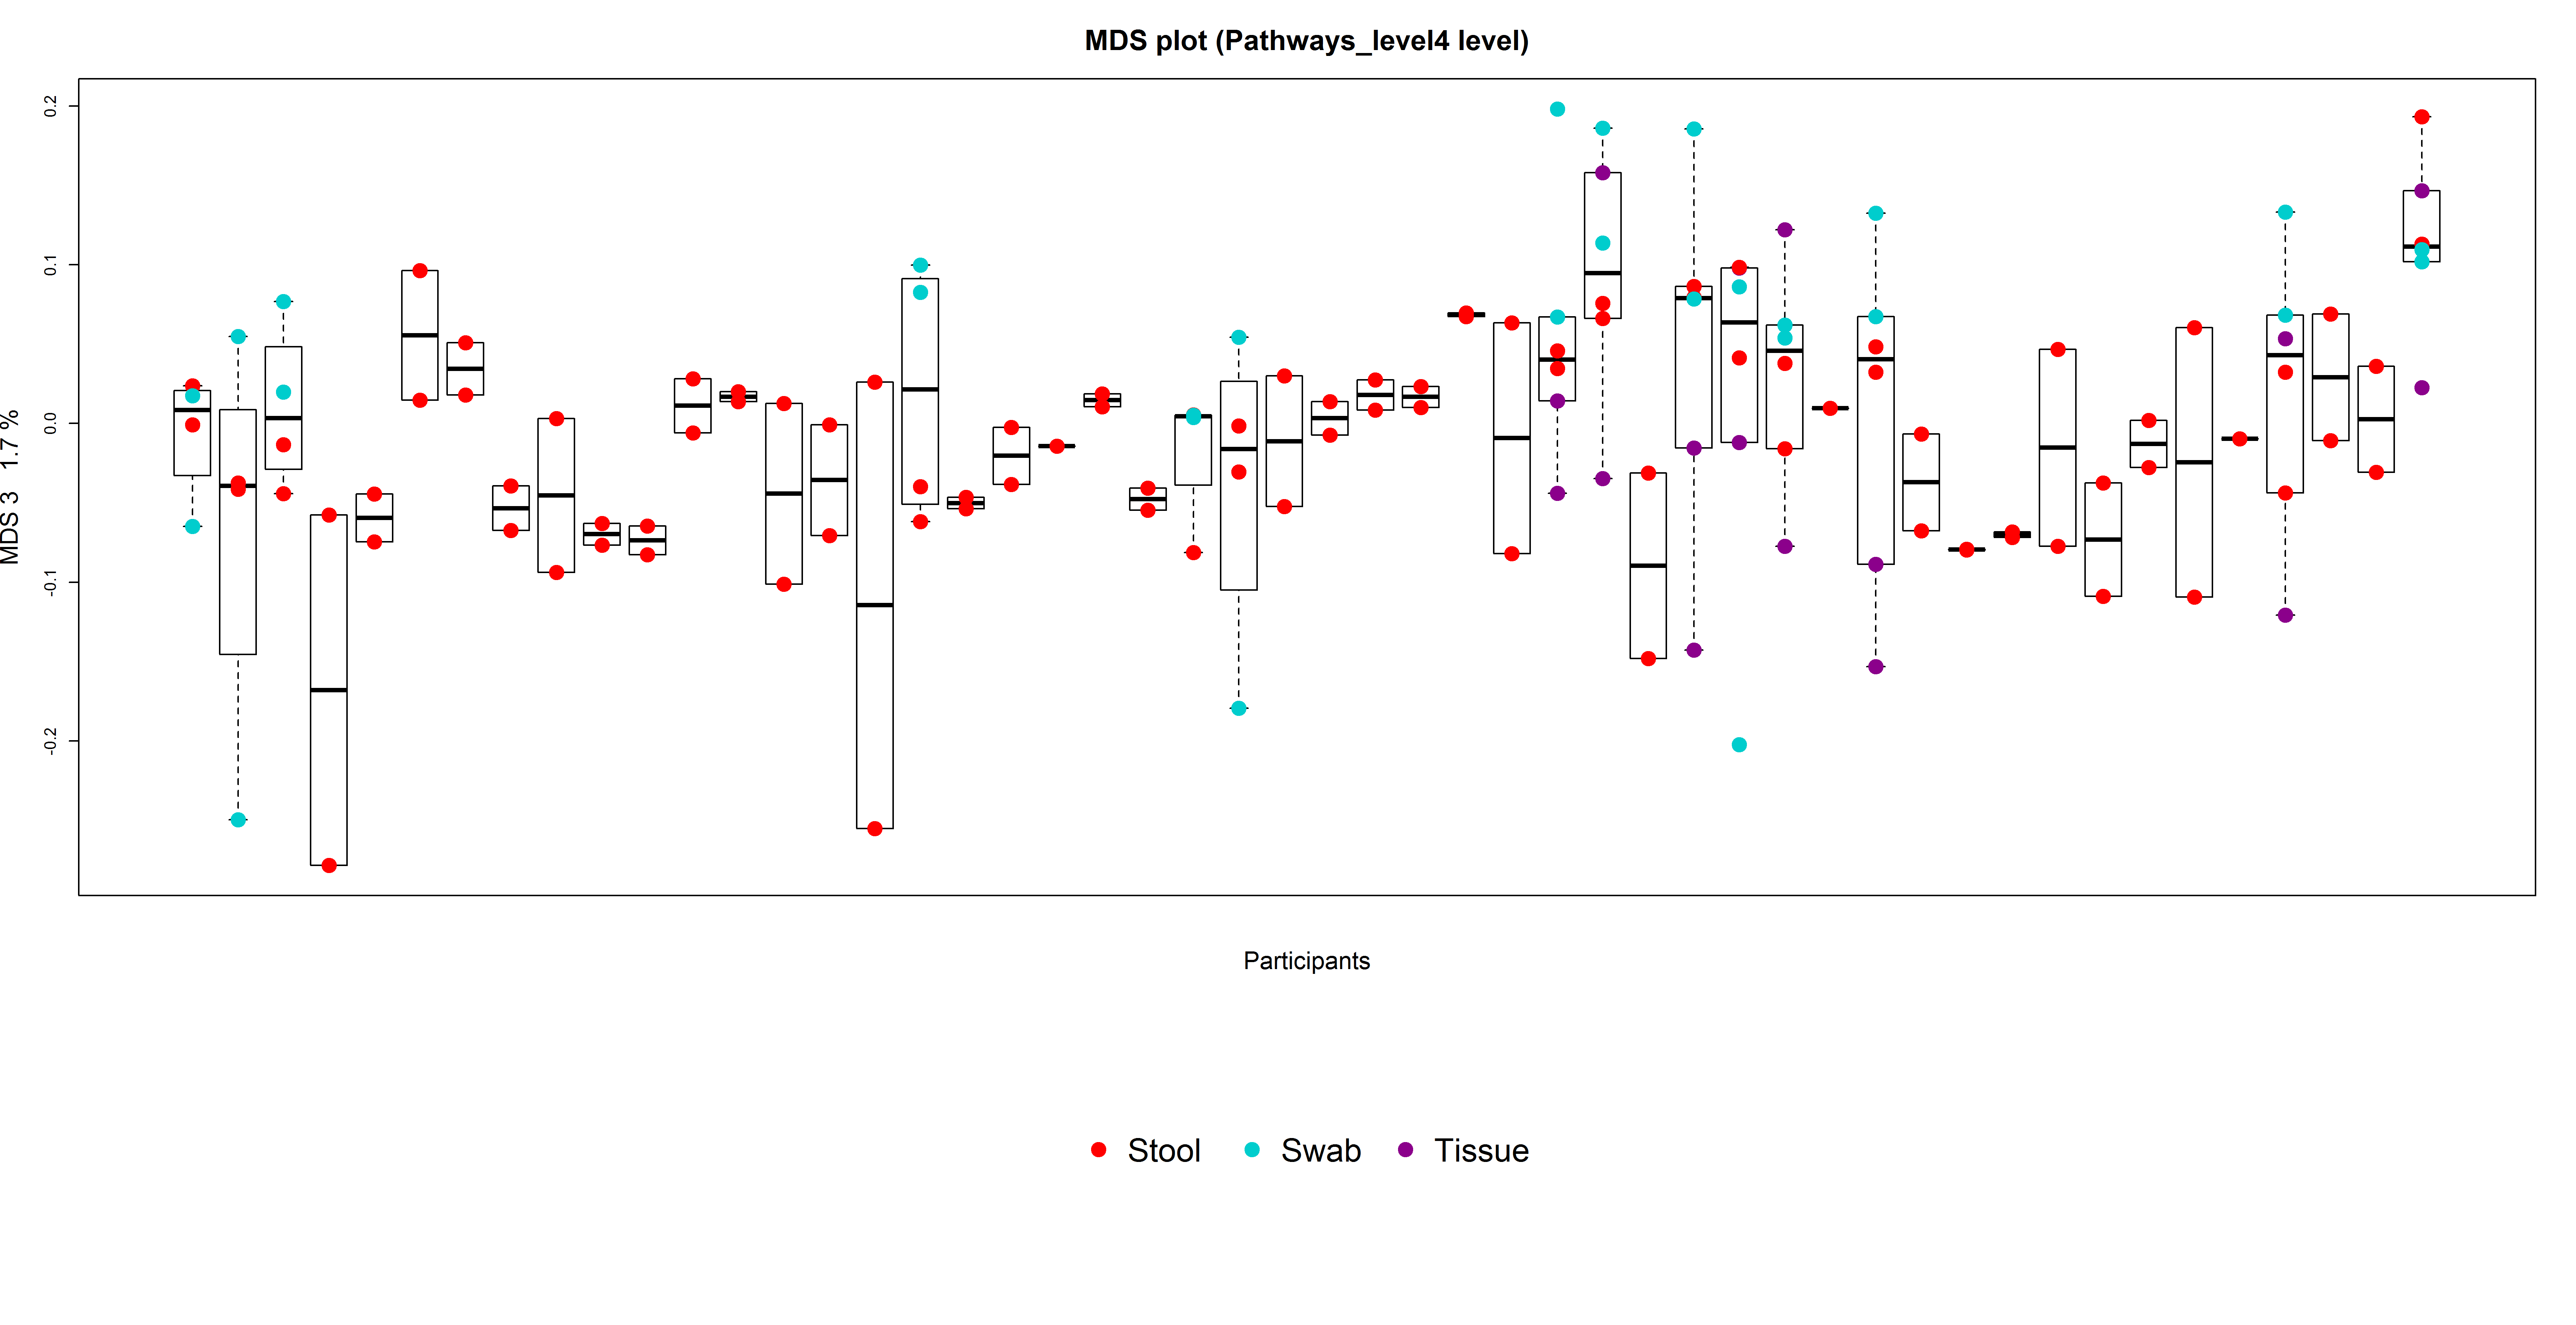 MDS plot (Pathways_level4 level)
MDS 3 1.7 %
0.2
0.1
0.0
-0.1
-0.2
Participants
Stool Swab Tissue